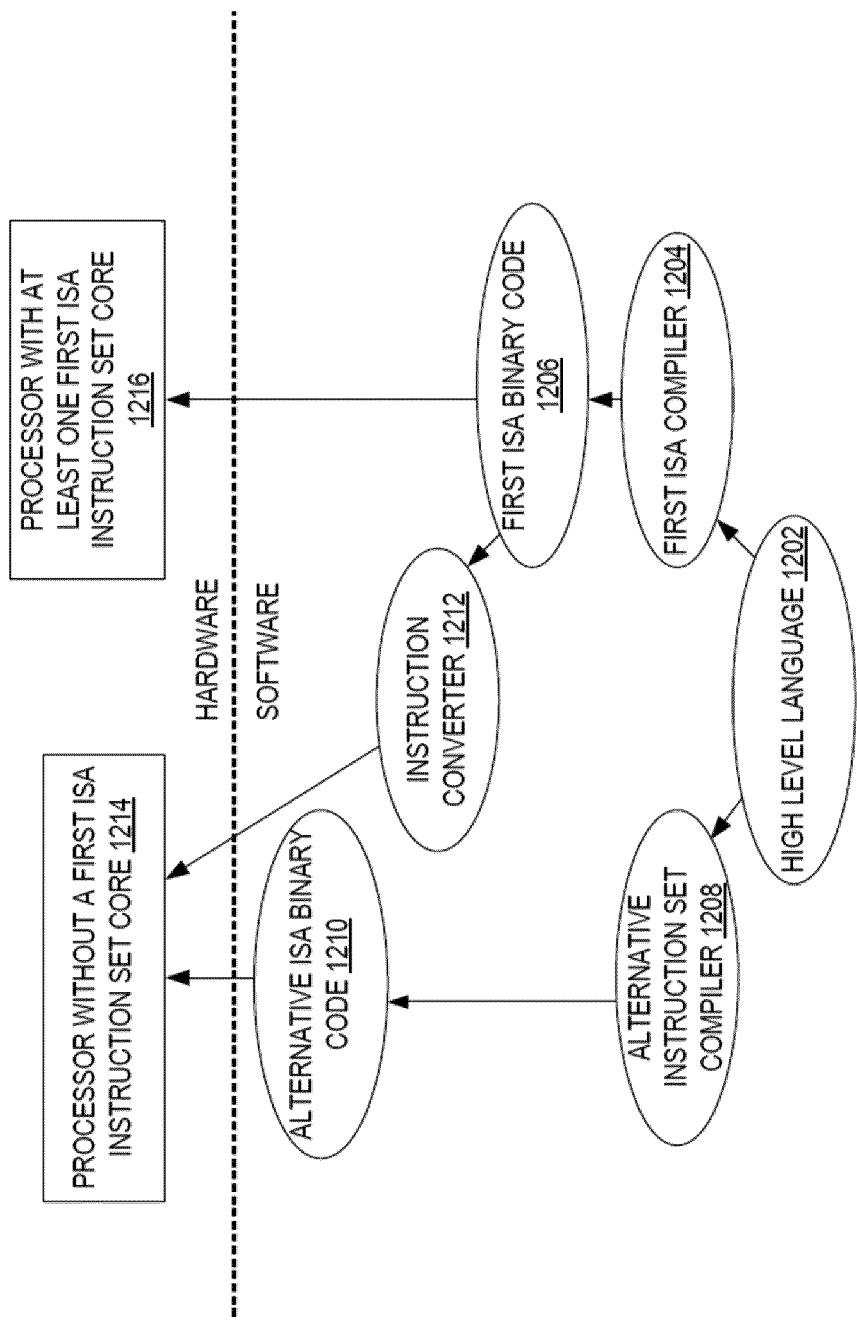 PROCESSOR WITHOUT A FIRST ISA
INSTRUCTION SET CORE 1214
PROCESSOR WITH AT
LEAST ONE FIRST ISA
INSTRUCTION SET CORE
1216
HARDWARE
SOFTWARE
ALTERNATIVE ISA BINARY
CODE 1210
INSTRUCTION
CONVERTER 1212
FIRST ISA BINARY CODE
1206
ALTERNATIVE
INSTRUCTION SET
COMPILER 1208
FIRST ISA COMPILER 1204
HIGH LEVEL LANGUAGE 1202